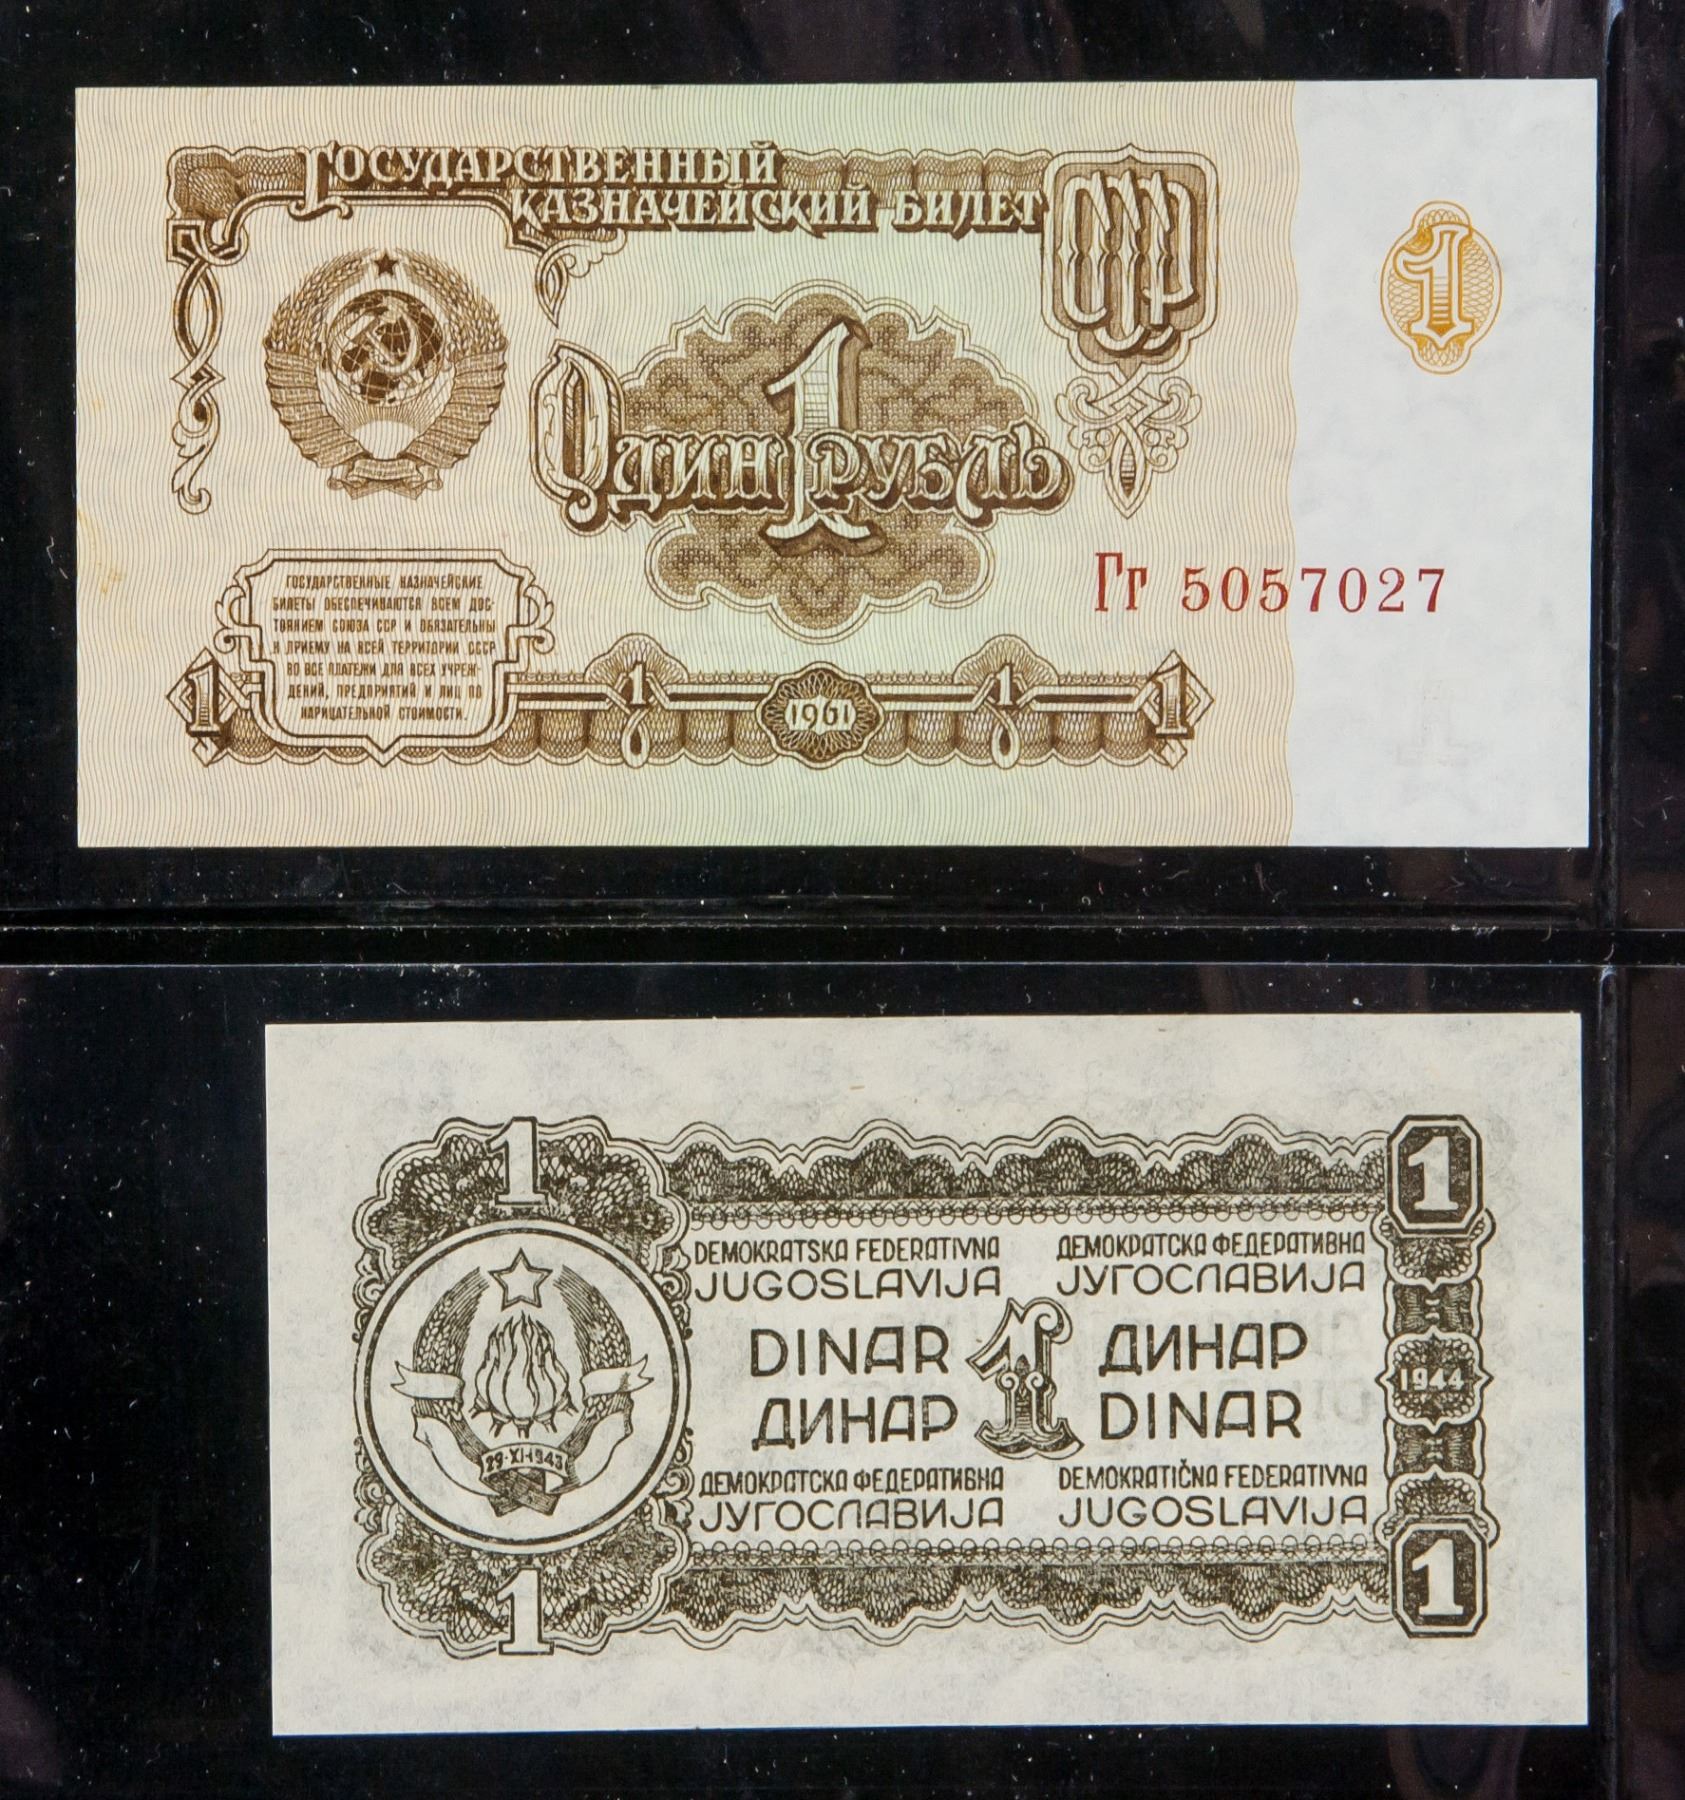 Государственный
казначейский билет
СССР
1
1
Один рубль
Гг 5057027
ГОСУДАРСТВЕННЫЕ КАЗНАЧЕЙСКИЕ
БИЛЕТЫ ОБЕСПЕЧИВАЮТСЯ ВСЕМ ДОС-
ТОЯНИЕМ СОЮЗА ССР И ОБЯЗАТЕЛЬНЫ
К ПРИЕМУ НА ВСЕЙ ТЕРРИТОРИИ СССР
ВО ВСЕ ПЛАТЕЖИ ДЛЯ ВСЕХ УЧРЕЖ-
ДЕНИЙ, ПРЕДПРИЯТИЙ И ЛИЦ ПО
НАРИЦАТЕЛЬНОЙ СТОИМОСТИ.
1 1 1961 1 1
1 1
DEMOKRATSKA FEDERATIVNA
JUGOSLAVIJA
ДЕМОКРАТСКА ФЕДЕРАТИВНА
ЈУГОСЛАВИЈА
DINAR 1 ДИНАР
ДИНАР DINAR
1944
29·XI·1943
ДЕМОКРАТСКА ФЕДЕРАТИВНА
ЈУГОСЛАВИЈА
DEMOKRATIČNA FEDERATIVNA
JUGOSLAVIJA
1 1